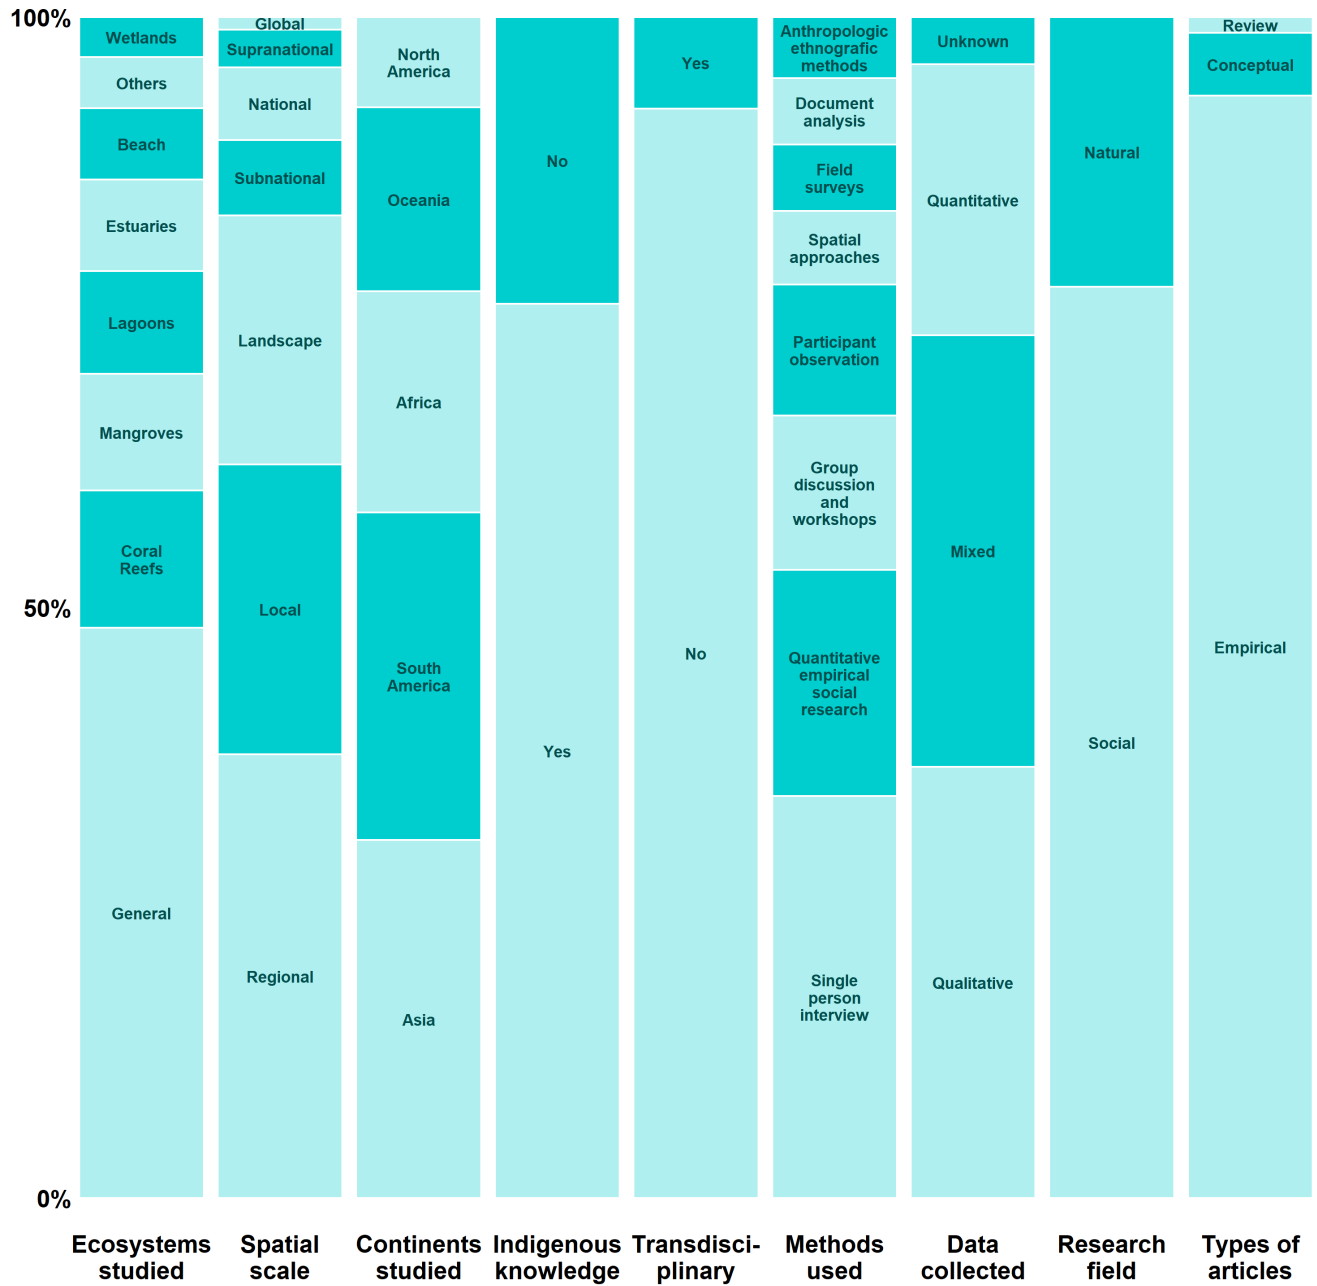 100%
50%
0%
Wetlands
Others
Beach
Estuaries
Lagoons
Mangroves
Coral
Reefs
General
Global
Supranational
National
Subnational
Landscape
Local
Regional
North
America
Oceania
Africa
South
America
Asia
No
Yes
Yes
No
Anthropologic
ethnografic
methods
Document
analysis
Field
surveys
Spatial
approaches
Participant
observation
Group
discussion
and
workshops
Quantitative
empirical
social
research
Single
person
interview
Unknown
Quantitative
Mixed
Qualitative
Natural
Social
Review
Conceptual
Empirical
Ecosystems
studied
Spatial
scale
Continents
studied
Indigenous
knowledge
Transdisci-
plinary
Methods
used
Data
collected
Research
field
Types of
articles